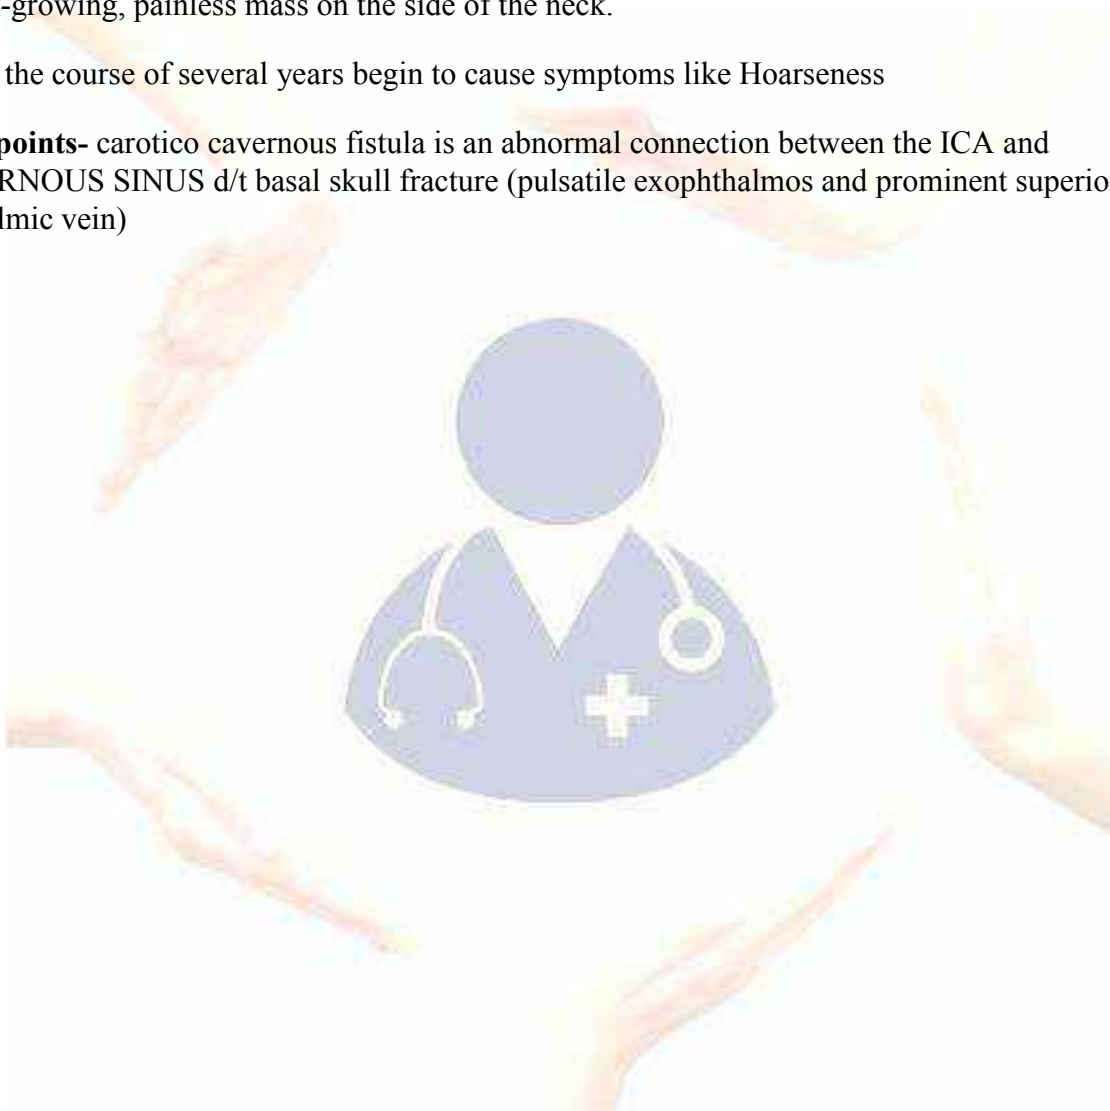 -growing, painless mass on the side of the neck.
the course of several years begin to cause symptoms like Hoarseness
points- carotico cavernous fistula is an abnormal connection between the ICA and
RNOUS SINUS d/t basal skull fracture (pulsatile exophthalmos and prominent superio
lmic vein)